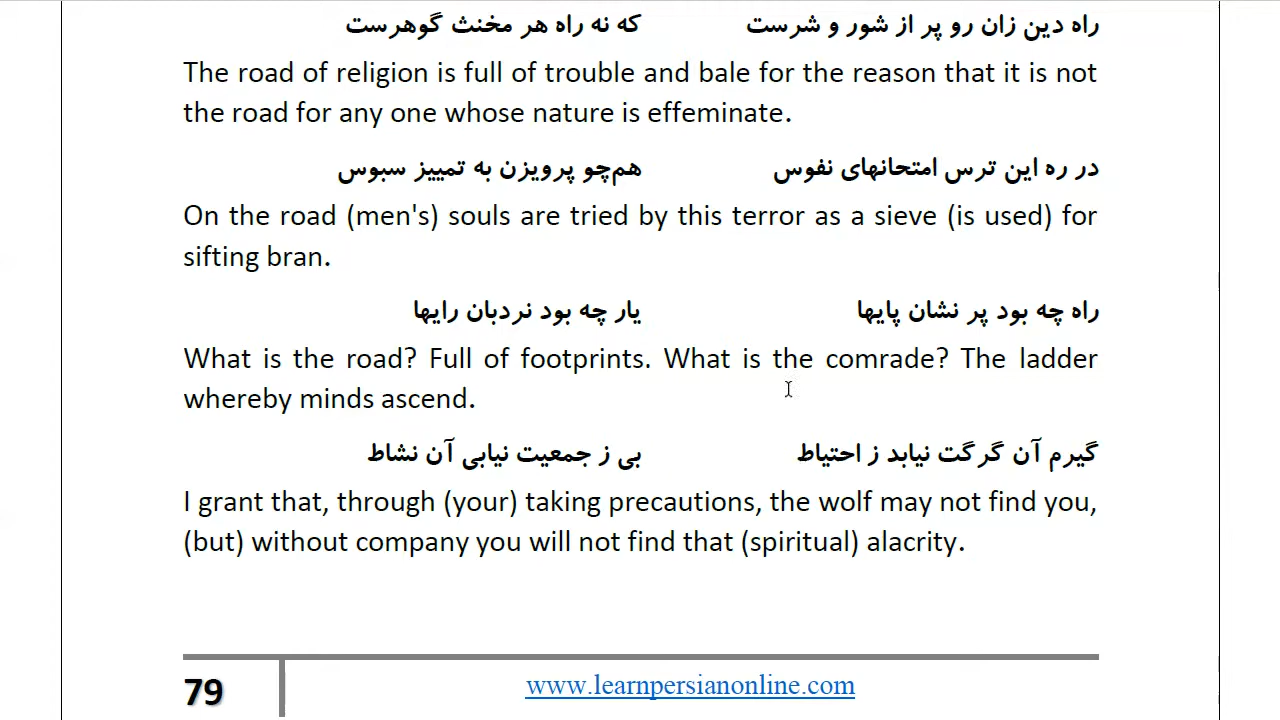 راه دین زان رو پر از شور و شرست که نه راه هر مخنث گوهرست
The road of religion is full of trouble and bale for the reason that it is not
the road for any one whose nature is effeminate.
در ره این ترس امتحانهای نفوس هم‌چو پرویزن به تمییز سبوس
On the road (men's) souls are tried by this terror as a sieve (is used) for
sifting bran.
راه چه بود پر نشان پایها یار چه بود نردبان رایها
What is the road? Full of footprints. What is the comrade? The ladder
whereby minds ascend.
گیرم آن گرگت نیابد ز احتیاط بی ز جمعیت نیابی آن نشاط
I grant that, through (your) taking precautions, the wolf may not find you,
(but) without company you will not find that (spiritual) alacrity.
79 www.learnpersianonline.com